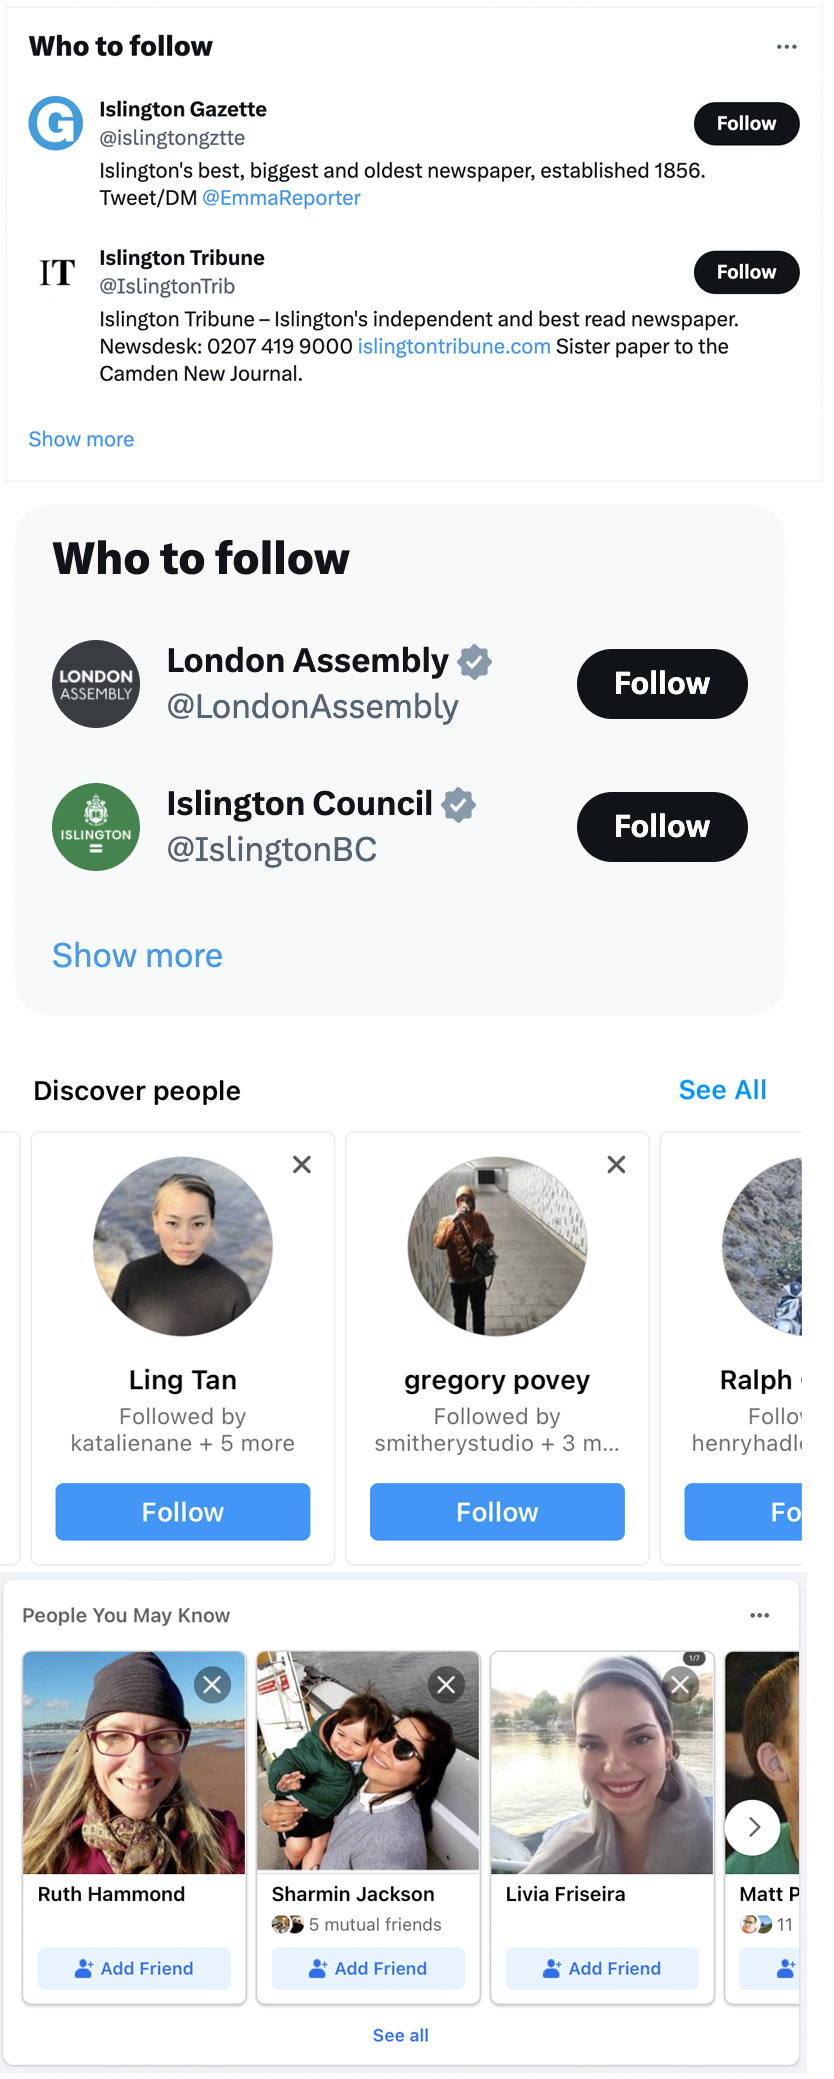 Who to follow
Islington Gazette
@islingtongztte
Follow
Islington's best, biggest and oldest newspaper, established 1856.
Tweet/DM @EmmaReporter
IT
Islington Tribune
@IslingtonTrib
Follow
Islington Tribune – Islington's independent and best read newspaper.
Newsdesk: 0207 419 9000 islingtontribune.com Sister paper to the
Camden New Journal.
Show more
Who to follow
LONDON
ASSEMBLY
London Assembly
@LondonAssembly
Follow
ISLINGTON
Islington Council
@IslingtonBC
Follow
Show more
Discover people
See All
Ling Tan
Followed by
katalienane + 5 more
Follow
gregory povey
Followed by
smitherystudio + 3 m...
Follow
Ralph
Follo
henryhadl
Fo
People You May Know
1/7
Ruth Hammond
Add Friend
Sharmin Jackson
5 mutual friends
Add Friend
Livia Friseira
Add Friend
Matt P
11
See all